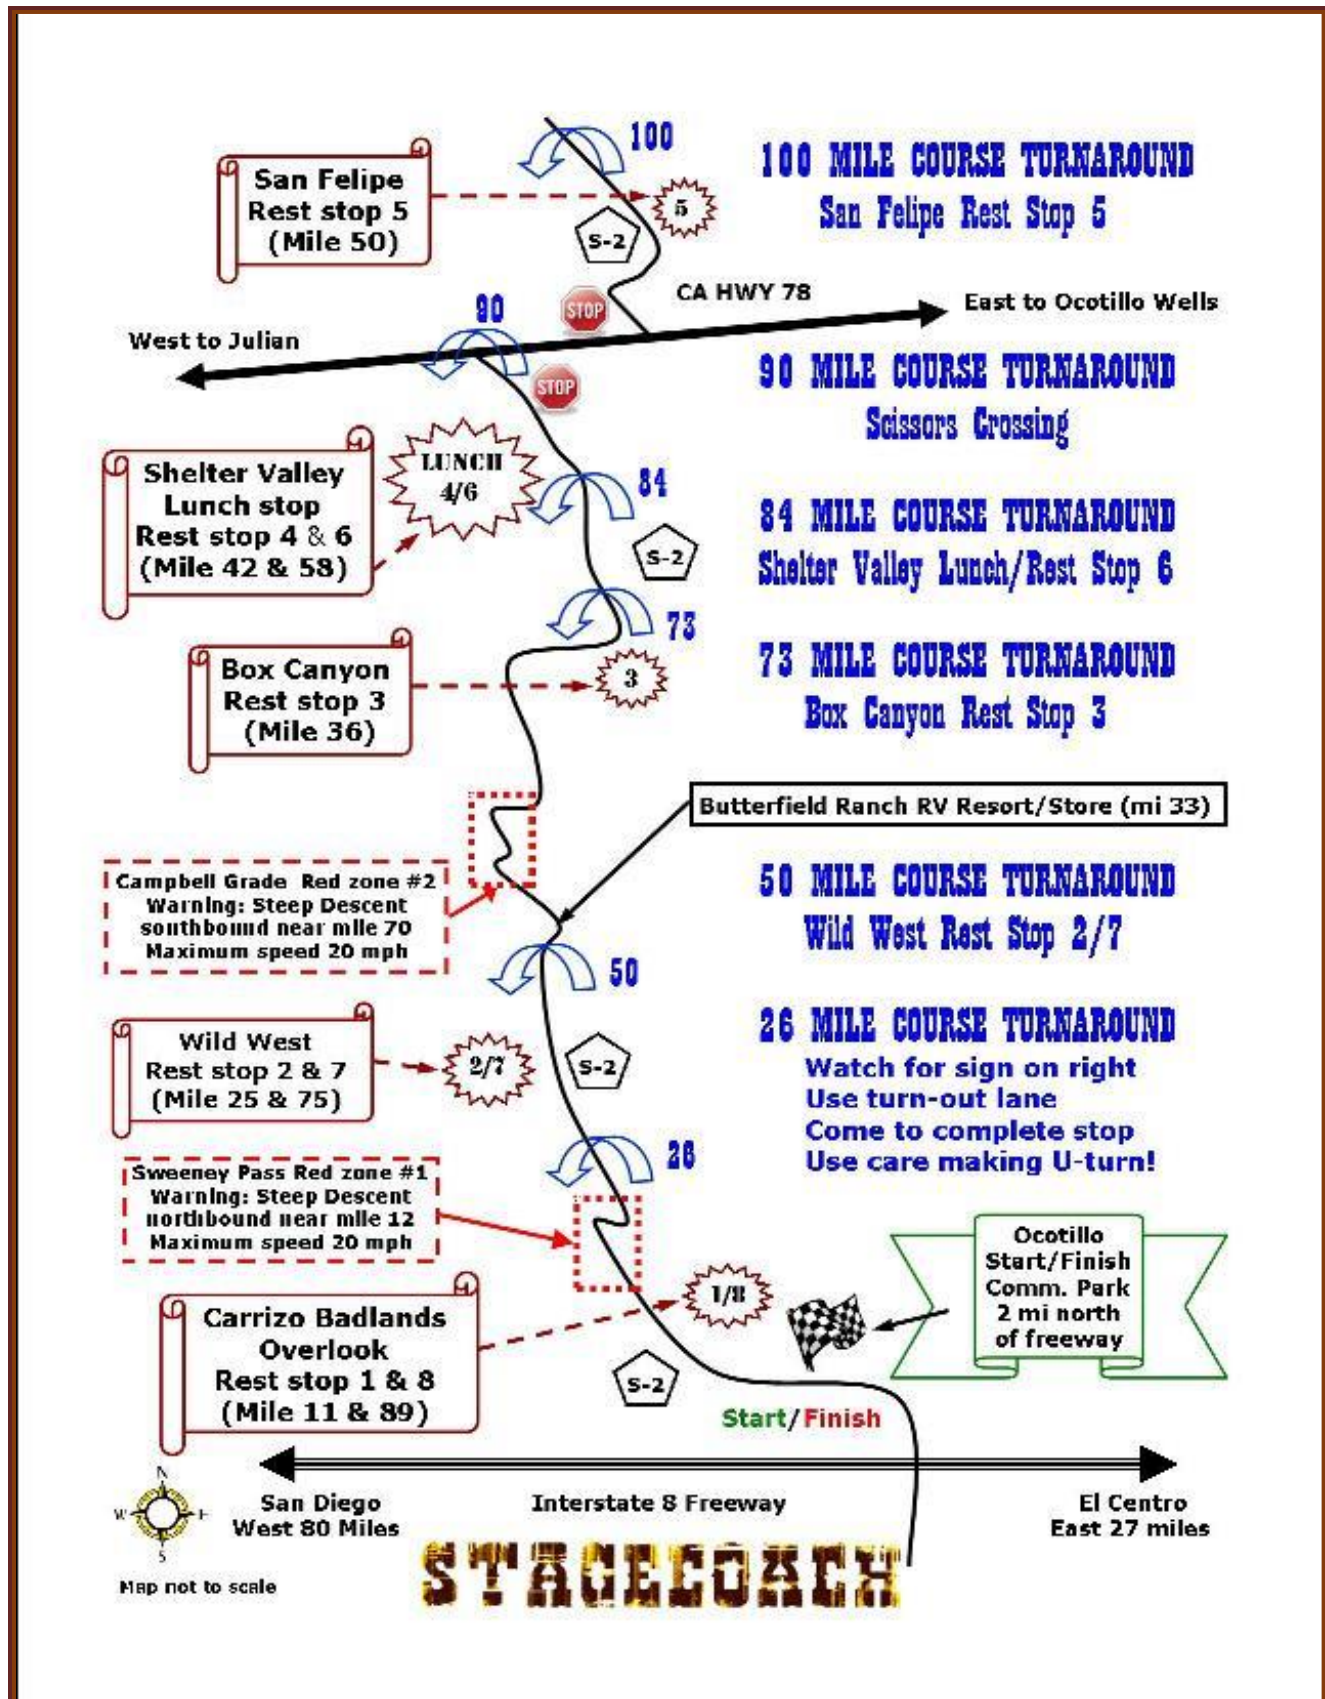 100
100 MILE COURSE TURNAROUND
San Felipe Rest Stop 5
San Felipe
Rest stop 5
(Mile 50)
5
S-2
STOP
CA HWY 78
East to Ocotillo Wells
90
West to Julian
STOP
90 MILE COURSE TURNAROUND
Scissors Crossing
Shelter Valley
Lunch stop
Rest stop 4 & 6
(Mile 42 & 58)
LUNCH
4/6
84
S-2
84 MILE COURSE TURNAROUND
Shelter Valley Lunch/Rest Stop 6
73
73 MILE COURSE TURNAROUND
Box Canyon Rest Stop 3
Box Canyon
Rest stop 3
(Mile 36)
3
Butterfield Ranch RV Resort/Store (mi 33)
Campbell Grade Red zone #2
Warning: Steep Descent
southbound near mile 70
Maximum speed 20 mph
50 MILE COURSE TURNAROUND
Wild West Rest Stop 2/7
50
Wild West
Rest stop 2 & 7
(Mile 25 & 75)
2/7
S-2
26 MILE COURSE TURNAROUND
Watch for sign on right
Use turn-out lane
Come to complete stop
Use care making U-turn!
26
Sweeney Pass Red zone #1
Warning: Steep Descent
northbound near mile 12
Maximum speed 20 mph
Carrizo Badlands
Overlook
Rest stop 1 & 8
(Mile 11 & 89)
1/8
S-2
Ocotillo
Start/Finish
Comm. Park
2 mi north
of freeway
Start/Finish
N
W E
S
Map not to scale
San Diego
West 80 Miles
Interstate 8 Freeway
El Centro
East 27 miles
STAGECOACH